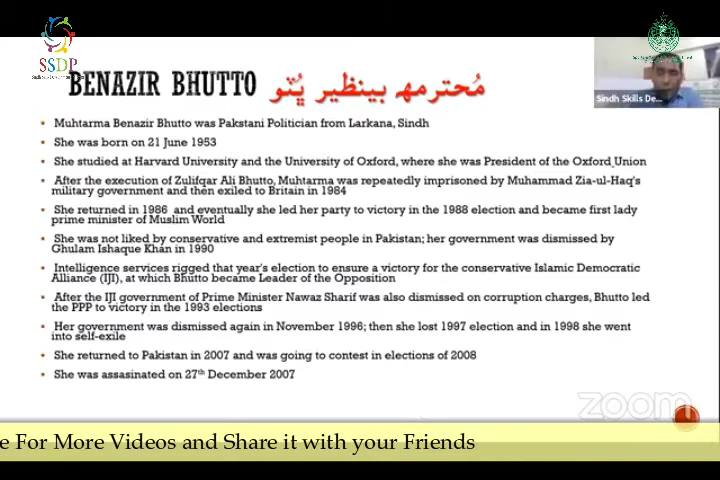 SSDP
BENAZIR BHUTTO مُحترمه بينظير ڀُٽو
Sindh Skills De...
▪ Muhtarma Benazir Bhutto was Pakstani Politician from Larkana, Sindh
▪ She was born on 21 June 1953
▪ She studied at Harvard University and the University of Oxford, where she was President of the Oxford Union
▪ After the execution of Zulifqar Ali Bhutto, Muhtarma was repeatedly imprisoned by Muhammad Zia-ul-Haq's
military government and then exiled to Britain in 1984
▪ She returned in 1986 and eventually she led her party to victory in the 1988 election and became first lady
prime minister of Muslim World
▪ She was not liked by conservative and extremist people in Pakistan; her government was dismissed by
Ghulam Ishaque Khan in 1990
▪ Intelligence services rigged that year's election to ensure a victory for the conservative Islamic Democratic
Alliance (IJI), at which Bhutto became Leader of the Opposition
▪ After the IJI government of Prime Minister Nawaz Sharif was also dismissed on corruption charges, Bhutto led
the PPP to victory in the 1993 elections
▪ Her government was dismissed again in November 1996; then she lost 1997 election and in 1998 she went
into self-exile
▪ She returned to Pakistan in 2007 and was going to contest in elections of 2008
▪ She was assasinated on 27th December 2007
zoom
e For More Videos and Share it with your Friends